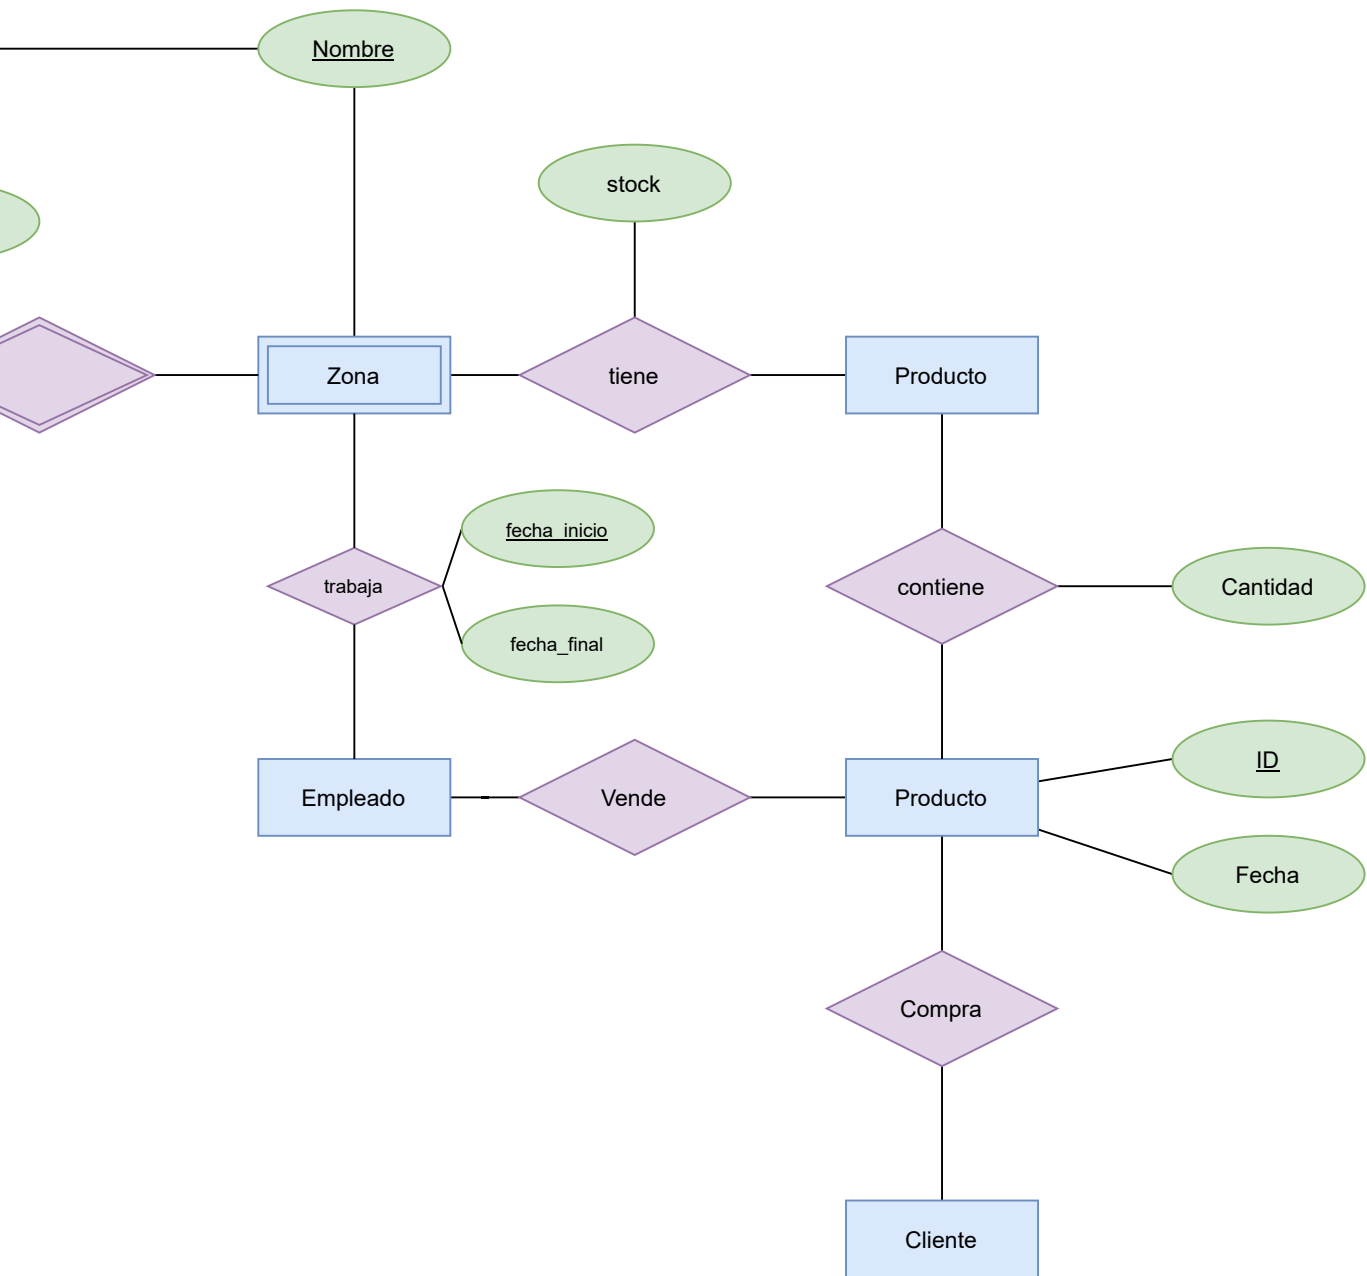 Nombre
stock
Zona
tiene
Producto
fecha_inicio
trabaja
contiene
Cantidad
fecha_final
ID
Empleado
Vende
Producto
Fecha
Compra
Cliente